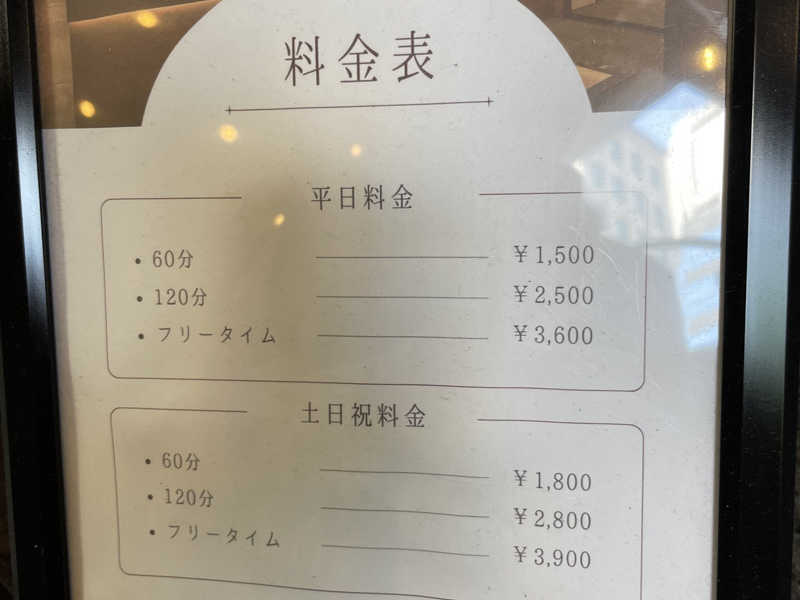 料金表
平日料金
• 60分 ¥1,500
• 120分 ¥2,500
• フリータイム ¥3,600
土日祝料金
• 60分 ¥1,800
• 120分 ¥2,800
• フリータイム ¥3,900